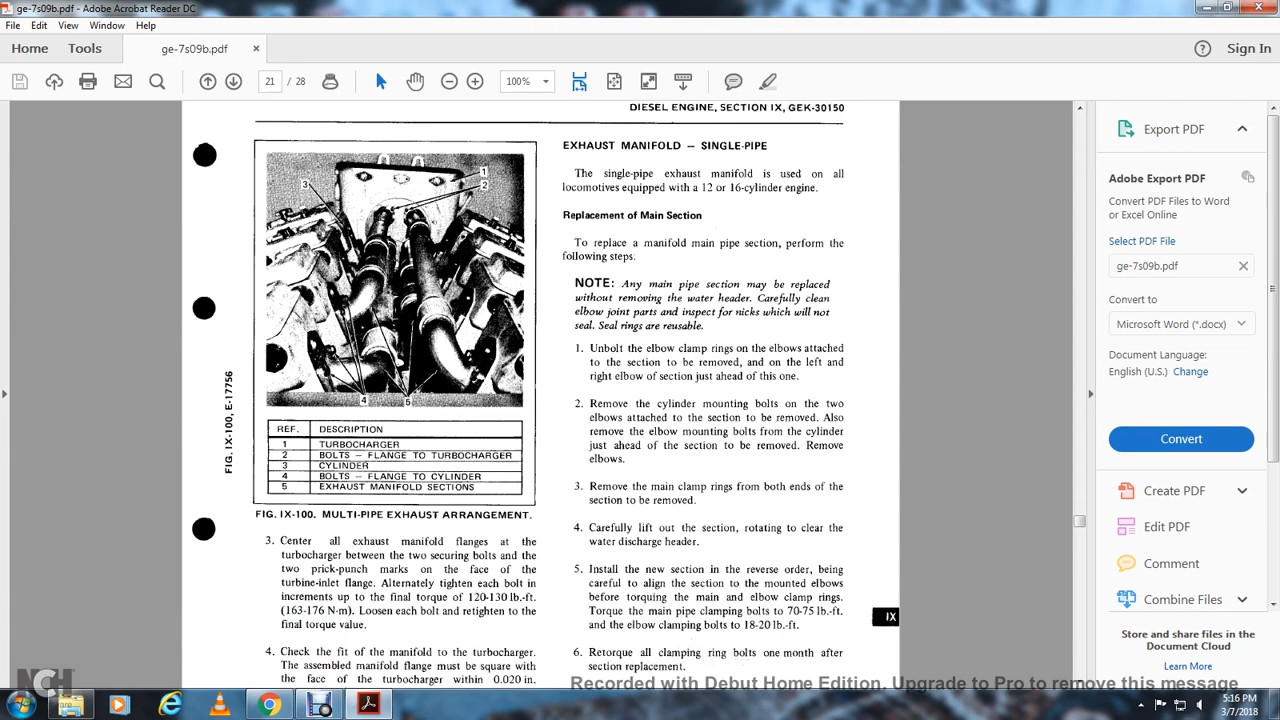 ge-7s09b.pdf - Adobe Acrobat Reader DC
File Edit View Window Help
Home Tools ge-7s09b.pdf × Sign In
21 / 28 100%
DIESEL ENGINE, SECTION IX, GEK-30150
1
2
3
4 5
FIG. IX-100, E-17756
REF. DESCRIPTION
1 TURBOCHARGER
2 BOLTS — FLANGE TO TURBOCHARGER
3 CYLINDER
4 BOLTS — FLANGE TO CYLINDER
5 EXHAUST MANIFOLD SECTIONS
FIG. IX-100. MULTI-PIPE EXHAUST ARRANGEMENT.
3. Center all exhaust manifold flanges at the
turbocharger between the two securing bolts and the
two prick-punch marks on the face of the
turbine-inlet flange. Alternately tighten each bolt in
increments up to the final torque of 120-130 lb.-ft.
(163-176 N·m). Loosen each bolt and retighten to the
final torque value.
4. Check the fit of the manifold to the turbocharger.
The assembled manifold flange must be square with
the face of the turbocharger within 0.020 in.
EXHAUST MANIFOLD — SINGLE-PIPE
The single-pipe exhaust manifold is used on all
locomotives equipped with a 12 or 16-cylinder engine.
Replacement of Main Section
To replace a manifold main pipe section, perform the
following steps:
NOTE: Any main pipe section may be replaced
without removing the water header. Carefully clean
elbow joint parts and inspect for nicks which will not
seal. Seal rings are reusable.
1. Unbolt the elbow clamp rings on the elbows attached
to the section to be removed, and on the left and
right elbow of section just ahead of this one.
2. Remove the cylinder mounting bolts on the two
elbows attached to the section to be removed. Also
remove the elbow mounting bolts from the cylinder
just ahead of the section to be removed. Remove
elbows.
3. Remove the main clamp rings from both ends of the
section to be removed.
4. Carefully lift out the section, rotating to clear the
water discharge header.
5. Install the new section in the reverse order, being
careful to align the section to the mounted elbows
before torquing the main and elbow clamp rings.
Torque the main pipe clamping bolts to 70-75 lb.-ft.
and the elbow clamping bolts to 18-20 lb.-ft.
6. Retorque all clamping ring bolts one month after
section replacement.
IX
Export PDF
Adobe Export PDF
Convert PDF Files to Word
or Excel Online
Select PDF File
ge-7s09b.pdf
Convert to
Microsoft Word (*.docx)
Document Language:
English (U.S.) Change
Convert
Create PDF
Edit PDF
Comment
Combine Files
Store and share files in the
Document Cloud
Learn More
NCH
Recorded with Debut Home Edition. Upgrade to Pro to remove this message
5:16 PM
3/7/2018